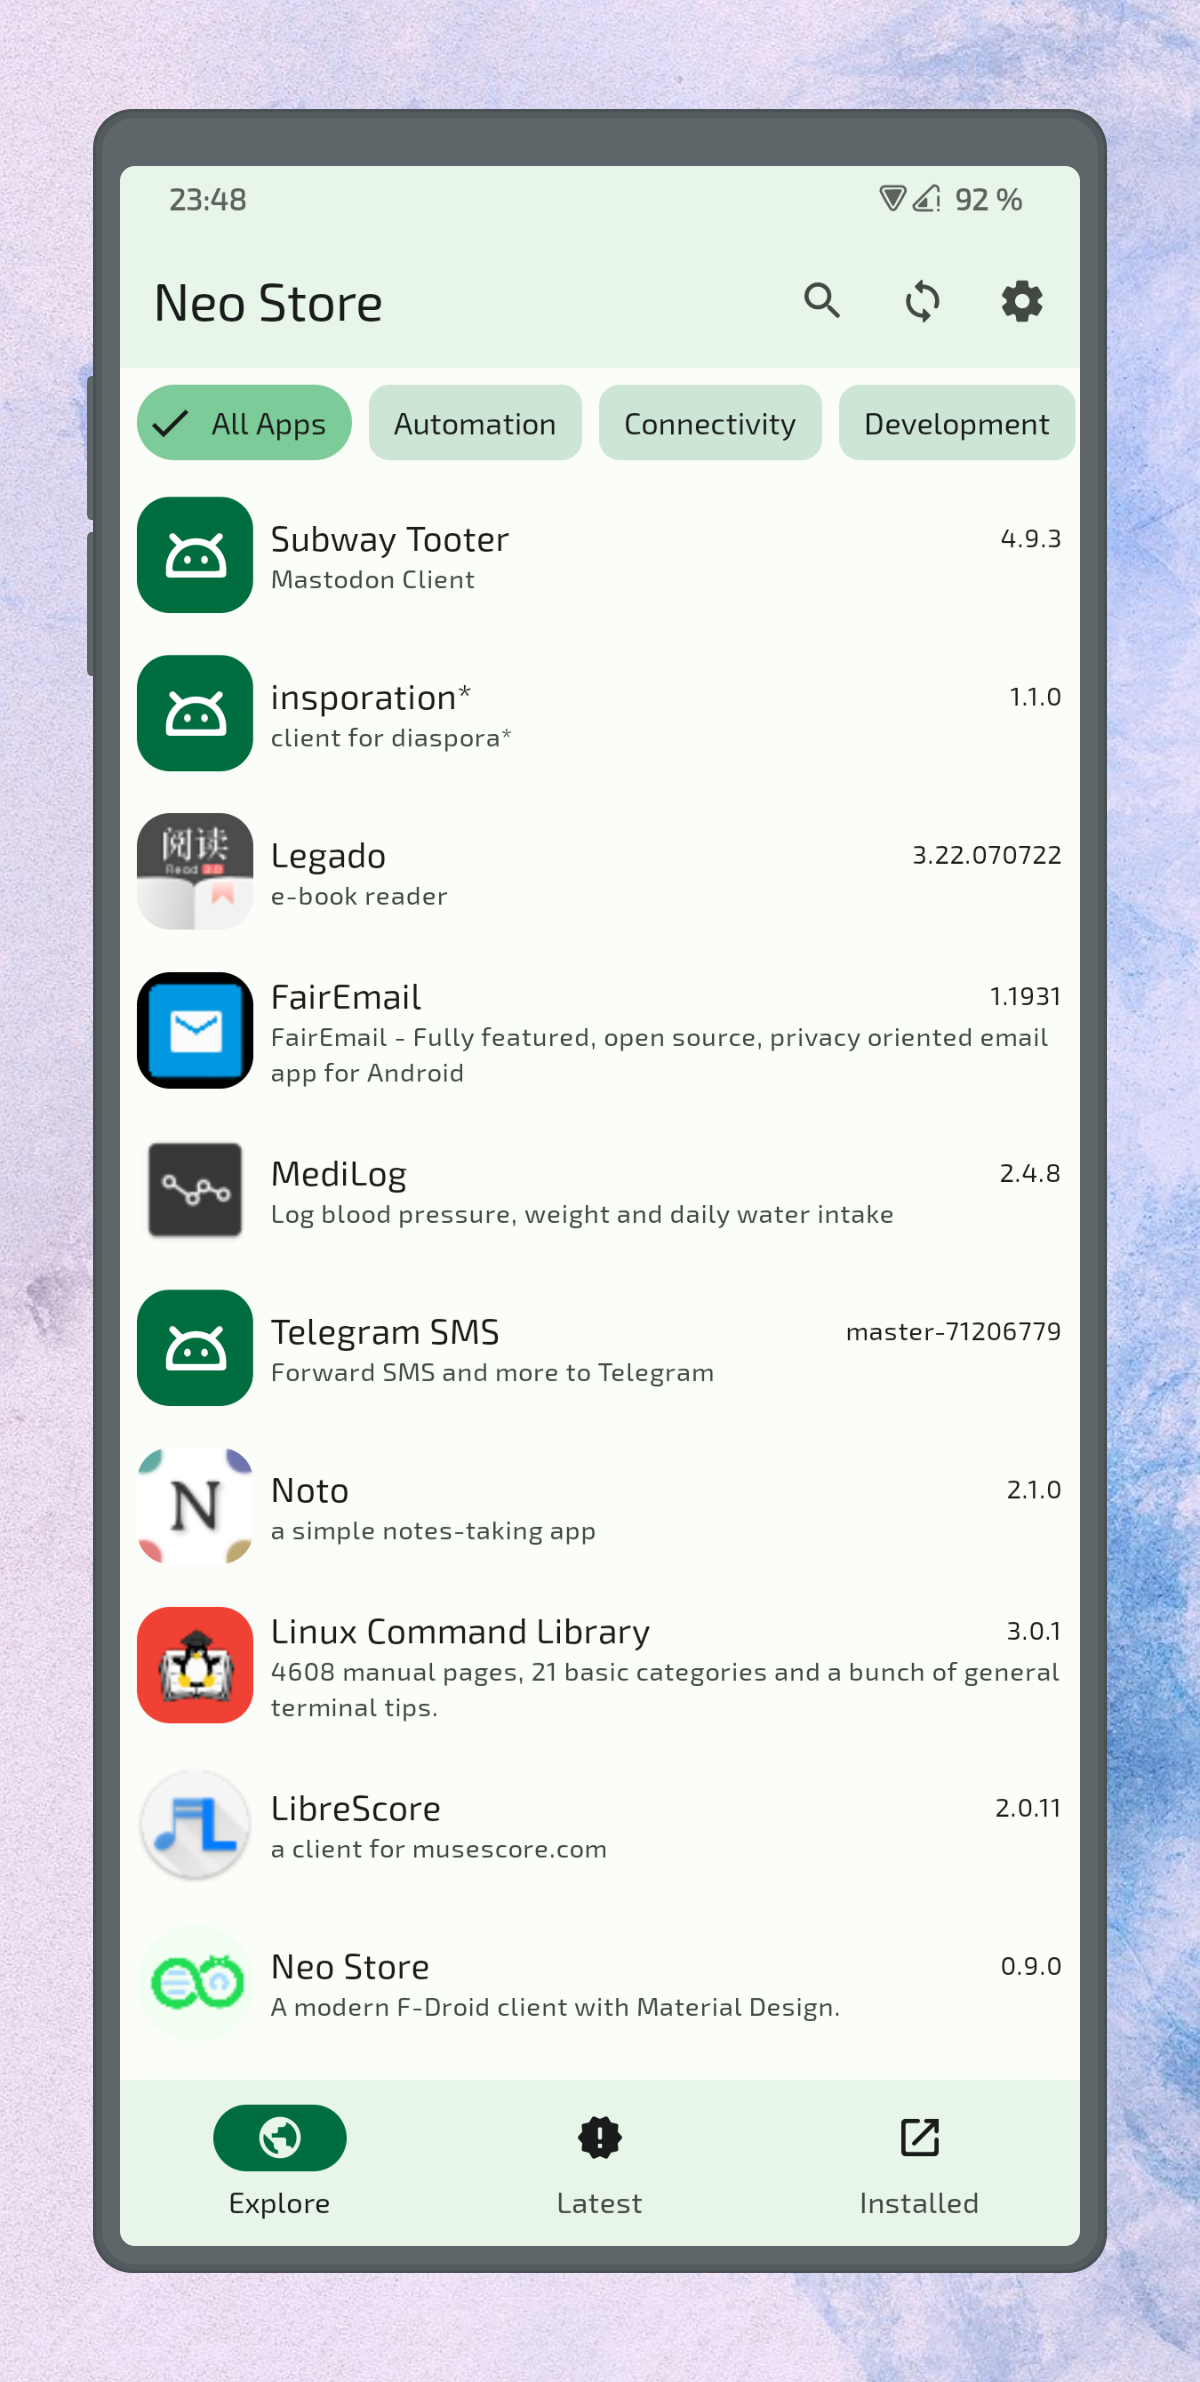 23:48
92 %
Neo Store
All Apps
Automation
Connectivity
Development
Subway Tooter
4.9.3
Mastodon Client
insporation*
1.1.0
client for diaspora*
阅读
Read 3.0
Legado
3.22.070722
e-book reader
FairEmail
1.1931
FairEmail - Fully featured, open source, privacy oriented email
app for Android
MediLog
2.4.8
Log blood pressure, weight and daily water intake
Telegram SMS
master-71206779
Forward SMS and more to Telegram
N
Noto
2.1.0
a simple notes-taking app
Linux Command Library
3.0.1
4608 manual pages, 21 basic categories and a bunch of general
terminal tips.
LibreScore
2.0.11
a client for musescore.com
Neo Store
0.9.0
A modern F-Droid client with Material Design.
Explore
Latest
Installed